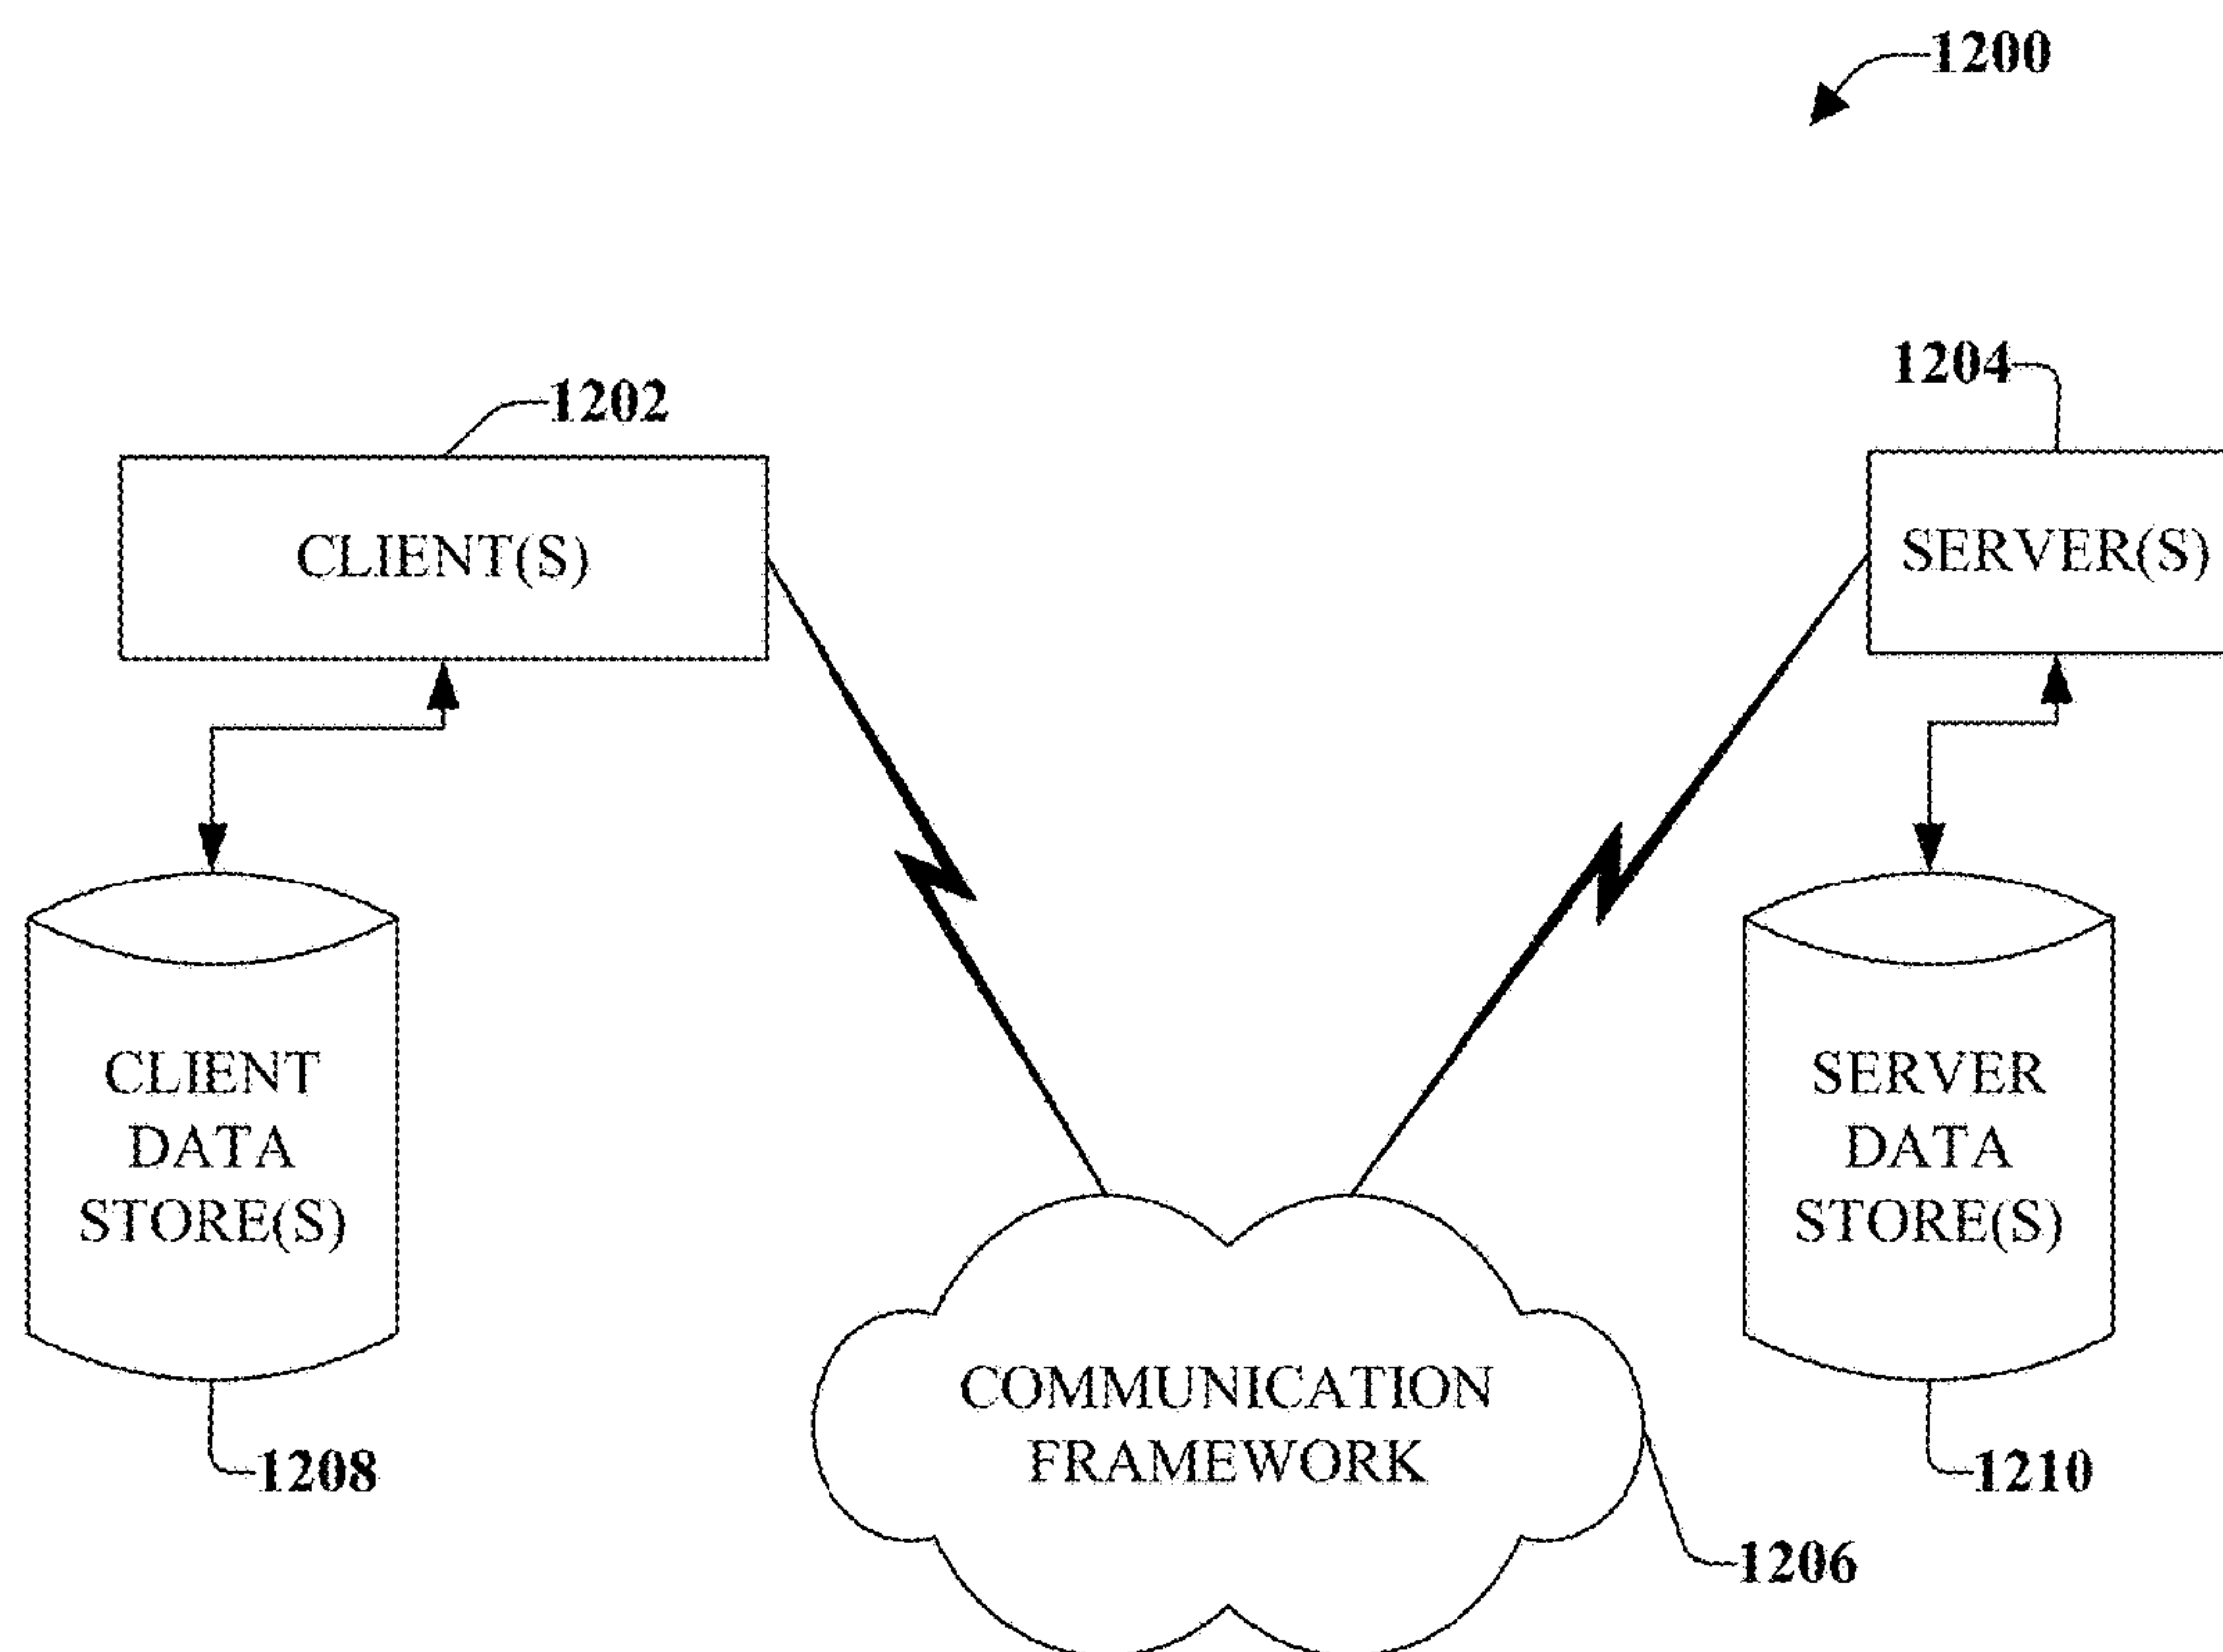 1200
1202
1204
CLIENT(S)
SERVER(S)
CLIENT
DATA
STORE(S)
SERVER
DATA
STORE(S)
COMMUNICATION
FRAMEWORK
1208
1210
1206